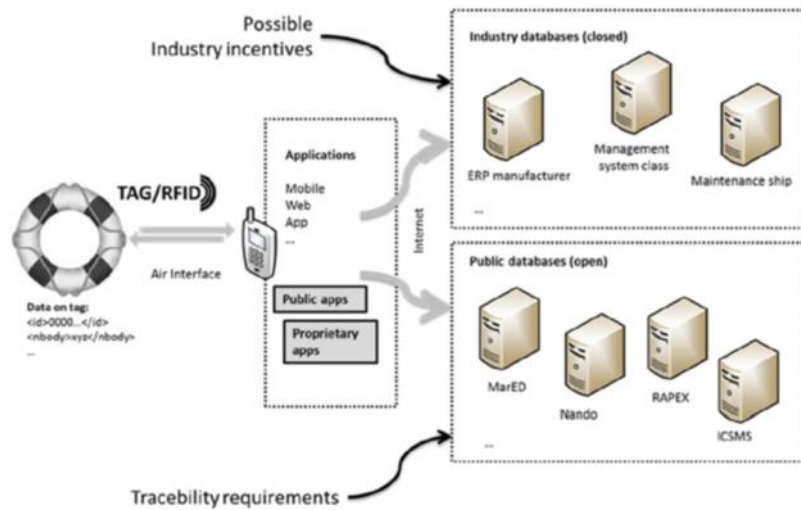 Possible
Industry incentives
Industry databases (closed)
ERP manufacturer
Management
system class
Maintenance ship
...
Applications
Mobile
Web
App
...
Public apps
Proprietary
apps
TAG/RFID
Air Interface
Data on tag:
<id>0000...</id>
<nbody>xyz</nbody>
...
Internet
Public databases (open)
MarED
Nando
RAPEX
ICSMS
...
Tracebility requirements